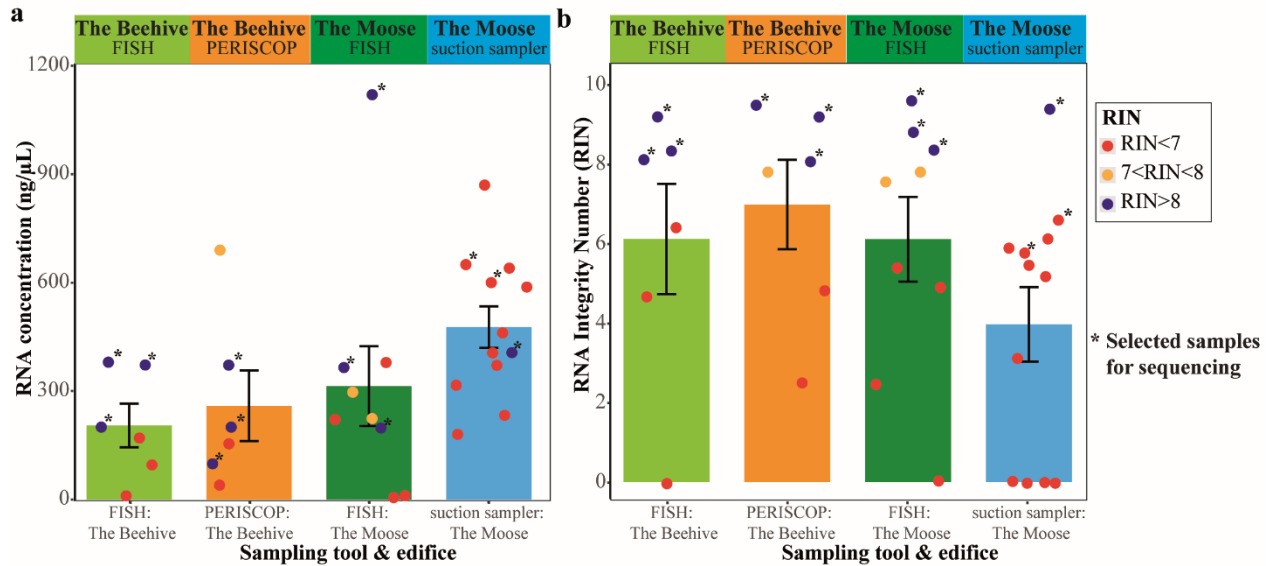 a
The Beehive
FISH
The Beehive
PERISCOP
The Moose
FISH
The Moose
suction sampler
RNA concentration (ng/μL)
1200
900
600
300
0
*
*
*
*
*
*
*
*
*
*
*
*
FISH:
The Beehive
PERISCOP:
The Beehive
FISH:
The Moose
suction sampler:
The Moose
Sampling tool & edifice
b
The Beehive
FISH
The Beehive
PERISCOP
The Moose
FISH
The Moose
suction sampler
RNA Integrity Number (RIN)
10
8
6
4
2
0
*
*
*
*
*
*
*
*
*
*
*
*
FISH:
The Beehive
PERISCOP:
The Beehive
FISH:
The Moose
suction sampler:
The Moose
Sampling tool & edifice
RIN
RIN<7
7<RIN<8
RIN>8
* Selected samples
for sequencing